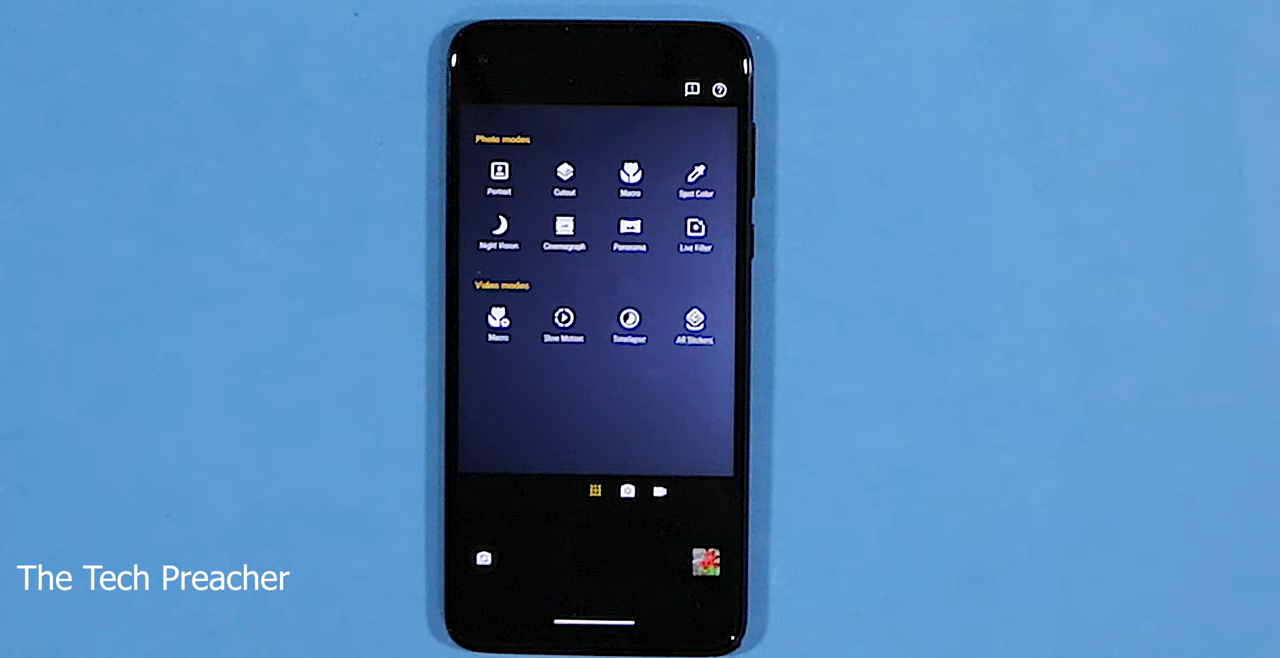 Photo modes
Portrait Cutout Macro Spot Color
Night Vision Cinemagraph Panorama Live Filter
Video modes
Macro Slow Motion Timelapse AR Stickers
The Tech Preacher